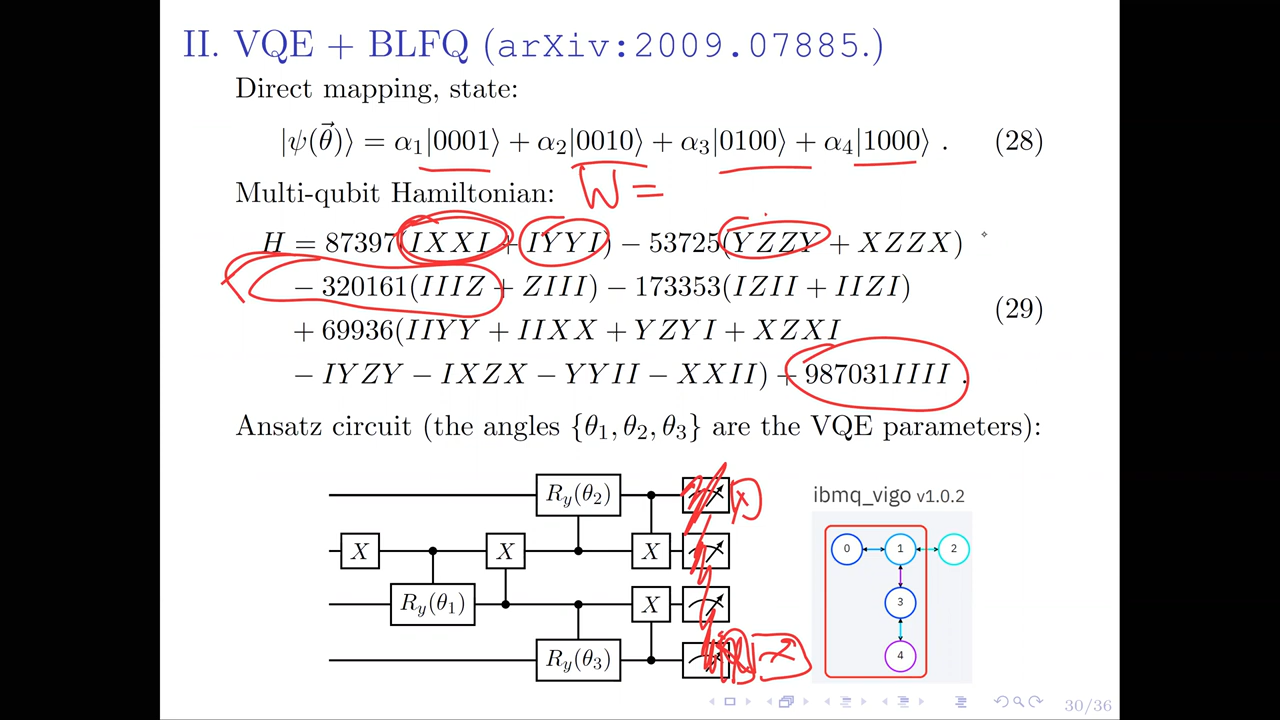 II. VQE + BLFQ (arXiv:2009.07885.)
Direct mapping, state:
|ψ(θ⃗)⟩ = α₁|0001⟩ + α₂|0010⟩ + α₃|0100⟩ + α₄|1000⟩ . (28)
Multi-qubit Hamiltonian: W =
H = 87397(IXXI + IYYI) − 53725(YZZY + XZZX)
− 320161(IIIZ + ZIII) − 173353(IZII + IIZI)
(29)
+ 69936(IIYY + IIXX + YZYI + XZXI
− IYZY − IXZX − YYII − XXII) + 987031IIII .
Ansatz circuit (the angles {θ₁, θ₂, θ₃} are the VQE parameters):
R_y(θ₂) X
X X X
R_y(θ₁) X
R_y(θ₃)
ibmq_vigo v1.0.2
0 1 2
3
4
30/36